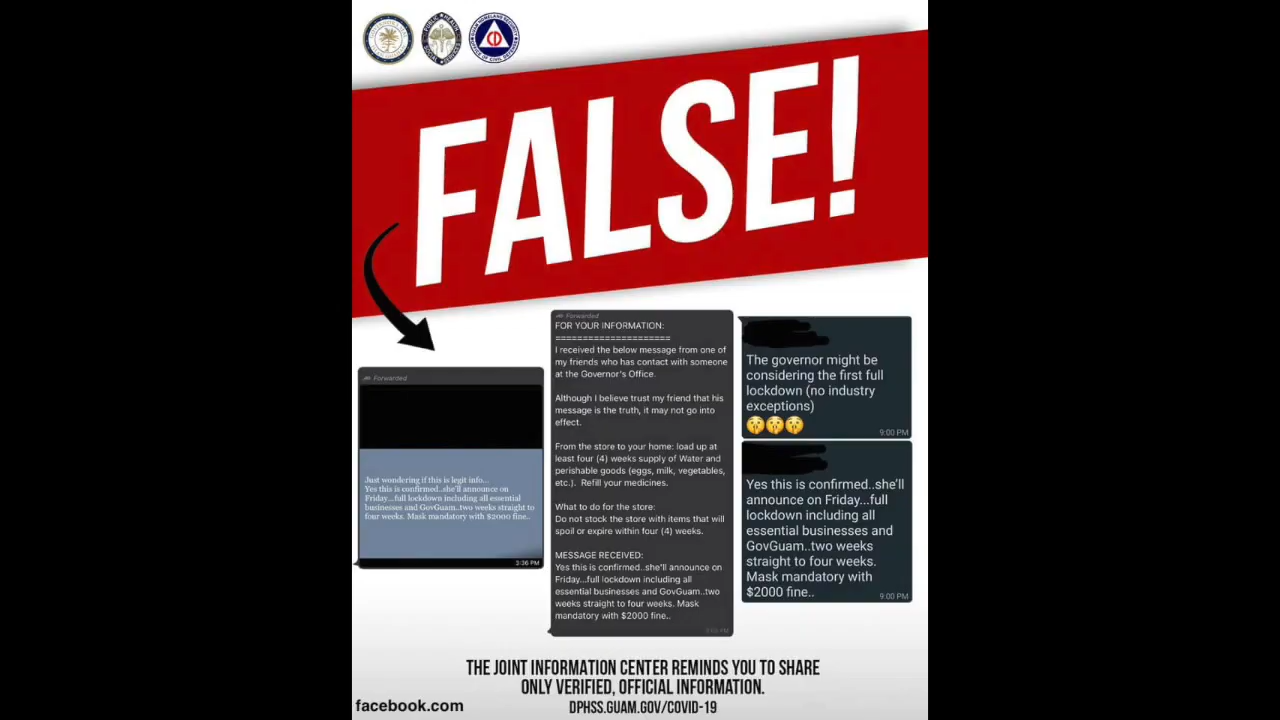 FALSE!
Forwarded
Just wondering if this is legit info...
Yes this is confirmed..she'll announce on
Friday...full lockdown including all essential
businesses and GovGuam..two weeks straight to
four weeks. Mask mandatory with $2000 fine..
3:36 PM
Forwarded
FOR YOUR INFORMATION:
======================
I received the below message from one of
my friends who has contact with someone
at the Governor's Office.
Although I believe trust my friend that his
message is the truth, it may not go into
effect.
From the store to your home: load up at
least four (4) weeks supply of Water and
perishable goods (eggs, milk, vegetables,
etc.). Refill your medicines.
What to do for the store:
Do not stock the store with items that will
spoil or expire within four (4) weeks.
MESSAGE RECEIVED:
Yes this is confirmed..she'll announce on
Friday...full lockdown including all
essential businesses and GovGuam..two
weeks straight to four weeks. Mask
mandatory with $2000 fine..
The governor might be
considering the first full
lockdown (no industry
exceptions)
9:00 PM
Yes this is confirmed..she'll
announce on Friday...full
lockdown including all
essential businesses and
GovGuam..two weeks
straight to four weeks.
Mask mandatory with
$2000 fine..
9:00 PM
THE JOINT INFORMATION CENTER REMINDS YOU TO SHARE
ONLY VERIFIED, OFFICIAL INFORMATION.
DPHSS.GUAM.GOV/COVID-19
facebook.com